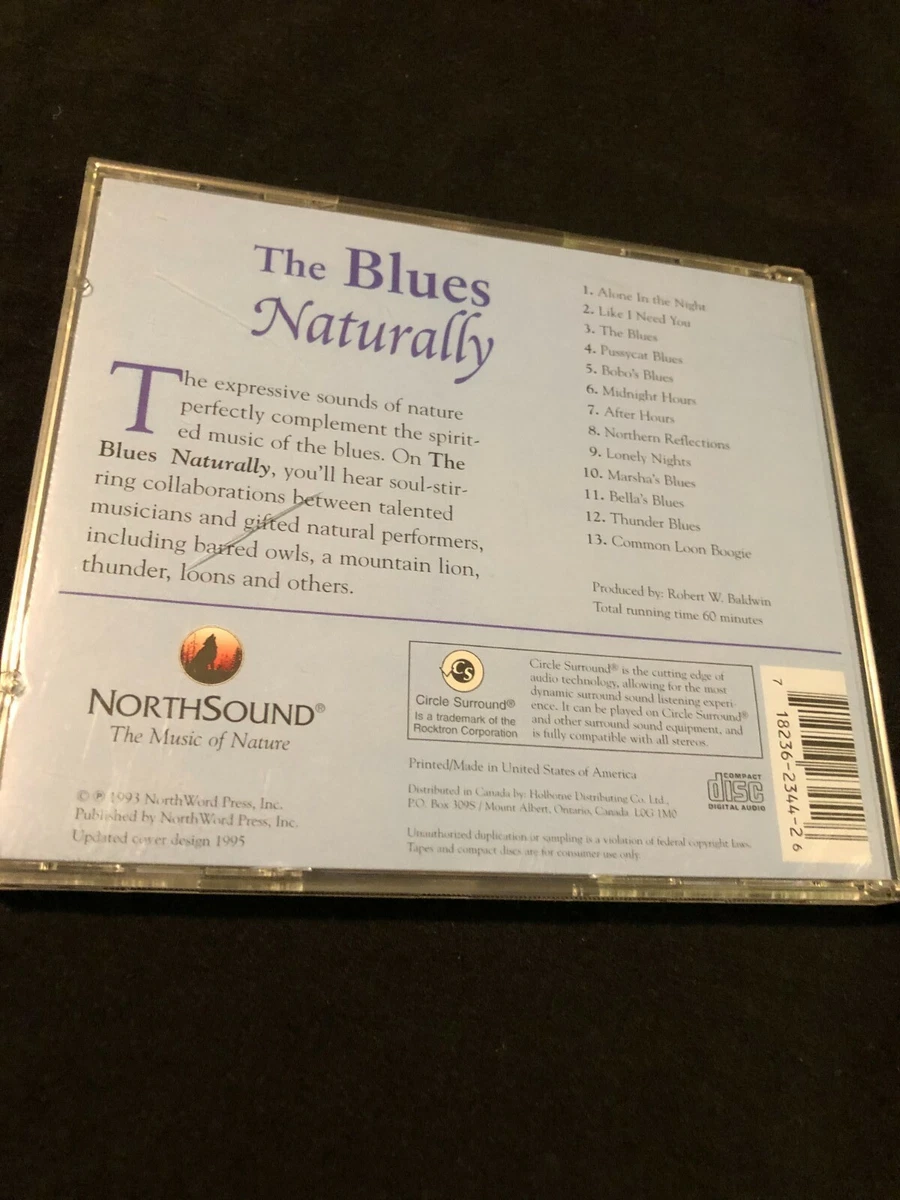 The Blues
Naturally
The expressive sounds of nature
perfectly complement the spirit-
ed music of the blues. On The
Blues Naturally, you'll hear soul-stir-
ring collaborations between talented
musicians and gifted natural performers,
including barred owls, a mountain lion,
thunder, loons and others.
1. Alone In the Night
2. Like I Need You
3. The Blues
4. Pussycat Blues
5. Bobo's Blues
6. Midnight Hours
7. After Hours
8. Northern Reflections
9. Lonely Nights
10. Marsha's Blues
11. Bella's Blues
12. Thunder Blues
13. Common Loon Boogie
Produced by: Robert W. Baldwin
Total running time 60 minutes
NORTHSOUND®
The Music of Nature
© ℗ 1993 NorthWord Press, Inc.
Published by NorthWord Press, Inc.
Updated cover design 1995
CS
Circle Surround®
Is a trademark of the
Rocktron Corporation
Circle Surround® is the cutting edge of
audio technology, allowing for the most
dynamic surround sound listening experi-
ence. It can be played on Circle Surround®
and other surround sound equipment, and
is fully compatible with all stereos.
Printed/Made in United States of America
Distributed in Canada by: Holborne Distributing Co. Ltd.,
P.O. Box 309S / Mount Albert, Ontario, Canada L0G 1M0
Unauthorized duplication or sampling is a violation of federal copyright laws.
Tapes and compact discs are for consumer use only.
COMPACT
disc
DIGITAL AUDIO
7 18236-2344-2 6